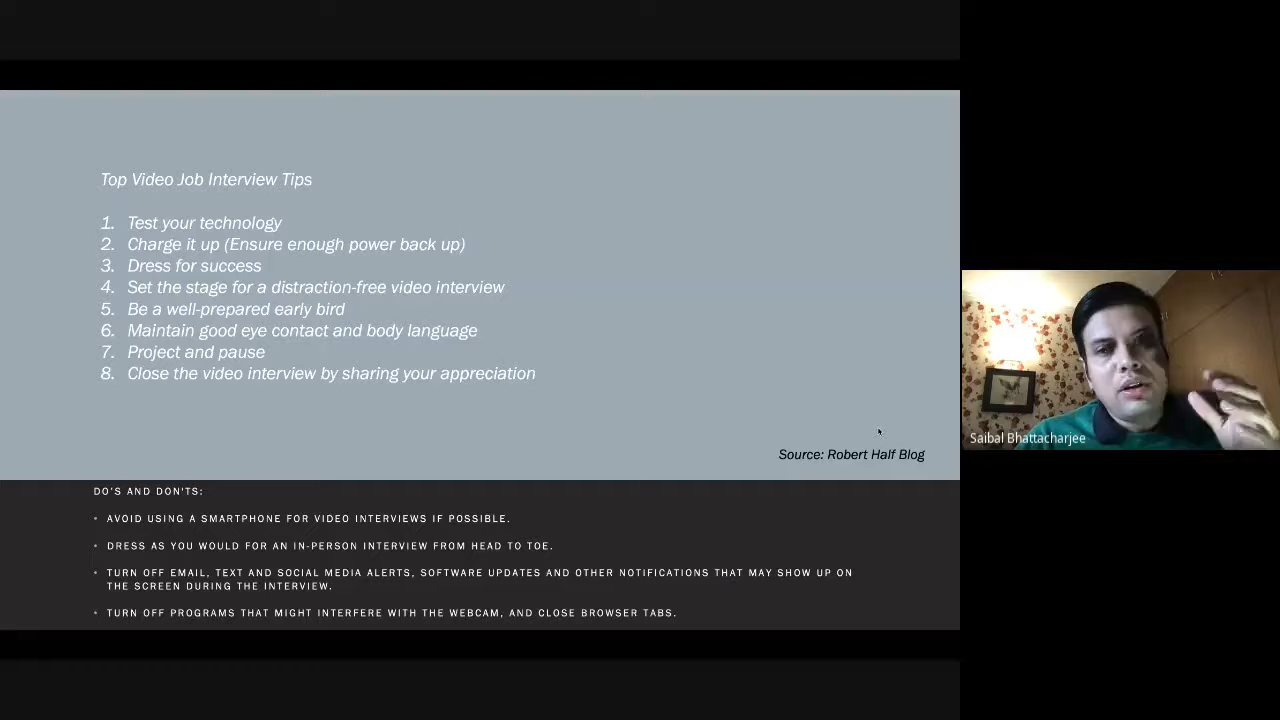 Top Video Job Interview Tips
1. Test your technology
2. Charge it up (Ensure enough power back up)
3. Dress for success
4. Set the stage for a distraction-free video interview
5. Be a well-prepared early bird
6. Maintain good eye contact and body language
7. Project and pause
8. Close the video interview by sharing your appreciation
Source: Robert Half Blog
DO'S AND DON'TS:
• AVOID USING A SMARTPHONE FOR VIDEO INTERVIEWS IF POSSIBLE.
• DRESS AS YOU WOULD FOR AN IN-PERSON INTERVIEW FROM HEAD TO TOE.
• TURN OFF EMAIL, TEXT AND SOCIAL MEDIA ALERTS, SOFTWARE UPDATES AND OTHER NOTIFICATIONS THAT MAY SHOW UP ON
THE SCREEN DURING THE INTERVIEW.
• TURN OFF PROGRAMS THAT MIGHT INTERFERE WITH THE WEBCAM, AND CLOSE BROWSER TABS.
Saibal Bhattacharjee